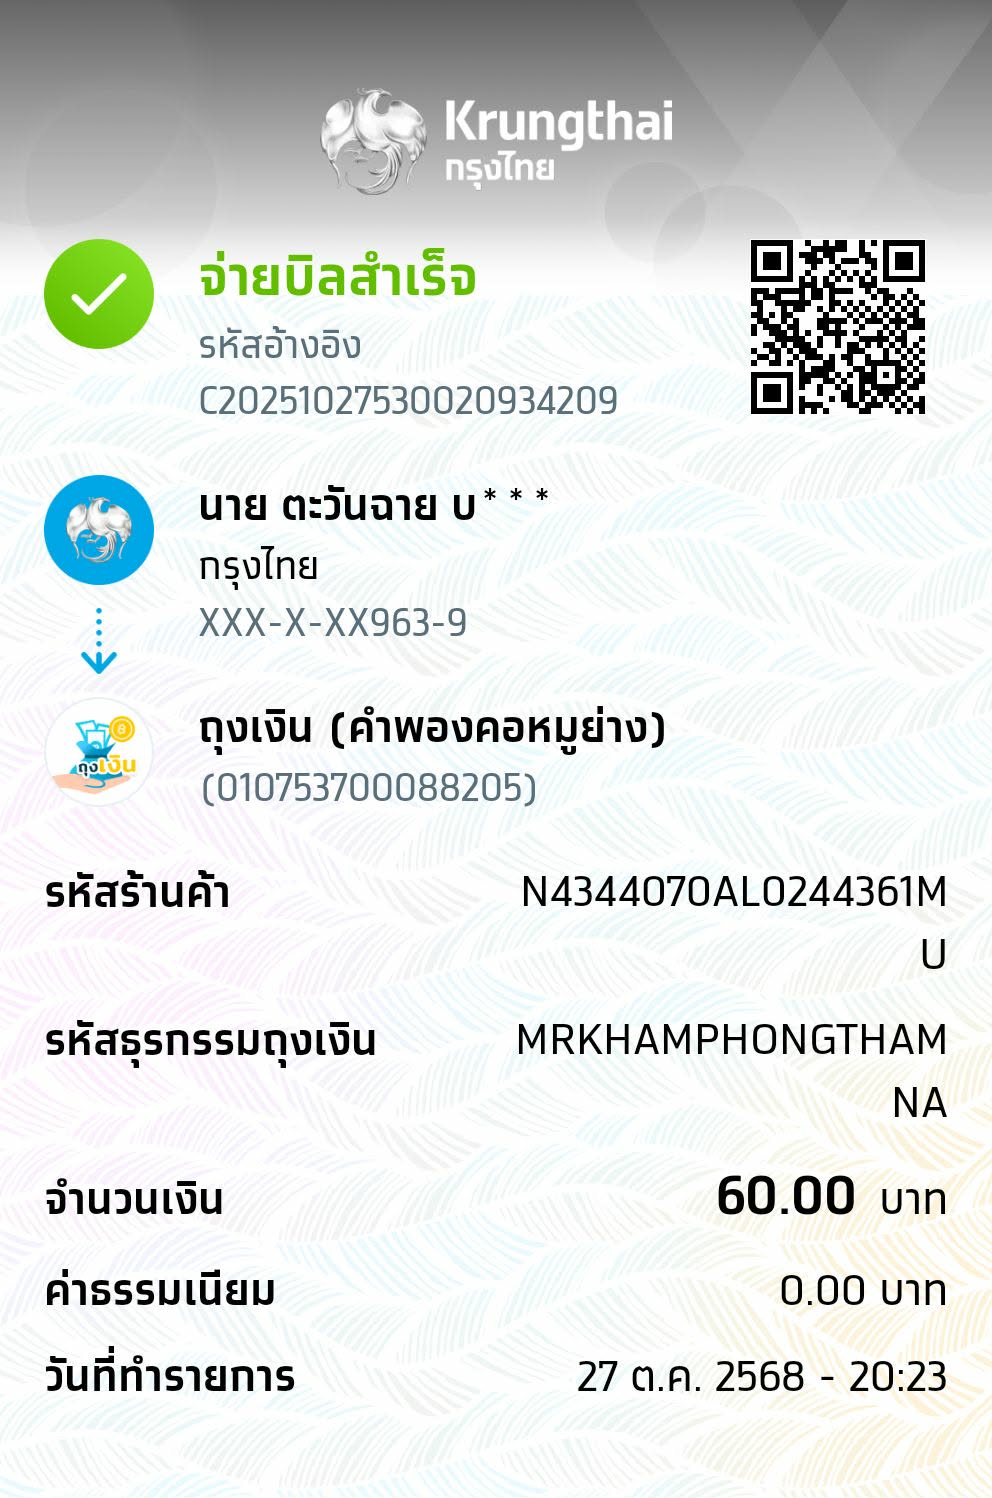 Krungthai
กรุงไทย
จ่ายบิลสำเร็จ
รหัสอ้างอิง
C20251027530020934209
นาย ตะวันฉาย บ***
กรุงไทย
XXX-X-XX963-9
ถุงเงิน
ถุงเงิน (คำพองคอหมูย่าง)
(010753700088205)
รหัสร้านค้า N4344070AL0244361M
U
รหัสธุรกรรมถุงเงิน MRKHAMPHONGTHAM
NA
จำนวนเงิน 60.00 บาท
ค่าธรรมเนียม 0.00 บาท
วันที่ทำรายการ 27 ต.ค. 2568 - 20:23